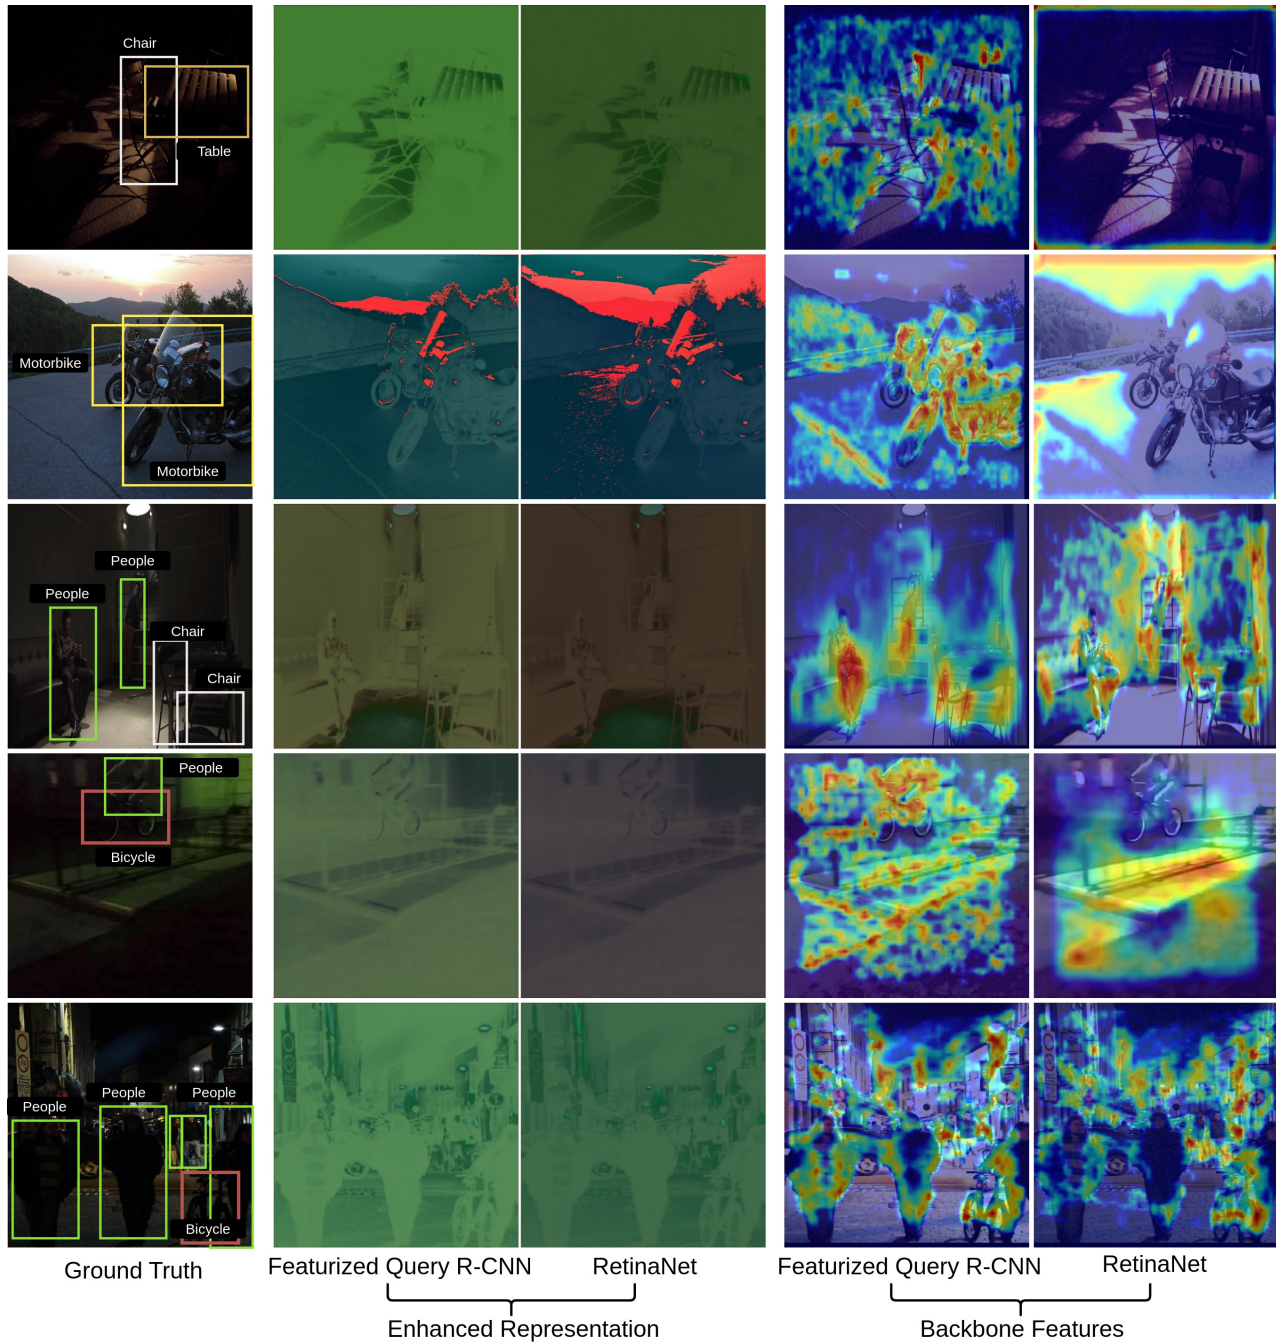 Chair
Table
Motorbike
Motorbike
People
People
Chair
Chair
People
Bicycle
People
People
People
Bicycle
Ground Truth
Featurized Query R-CNN
RetinaNet
Featurized Query R-CNN
RetinaNet
Enhanced Representation
Backbone Features